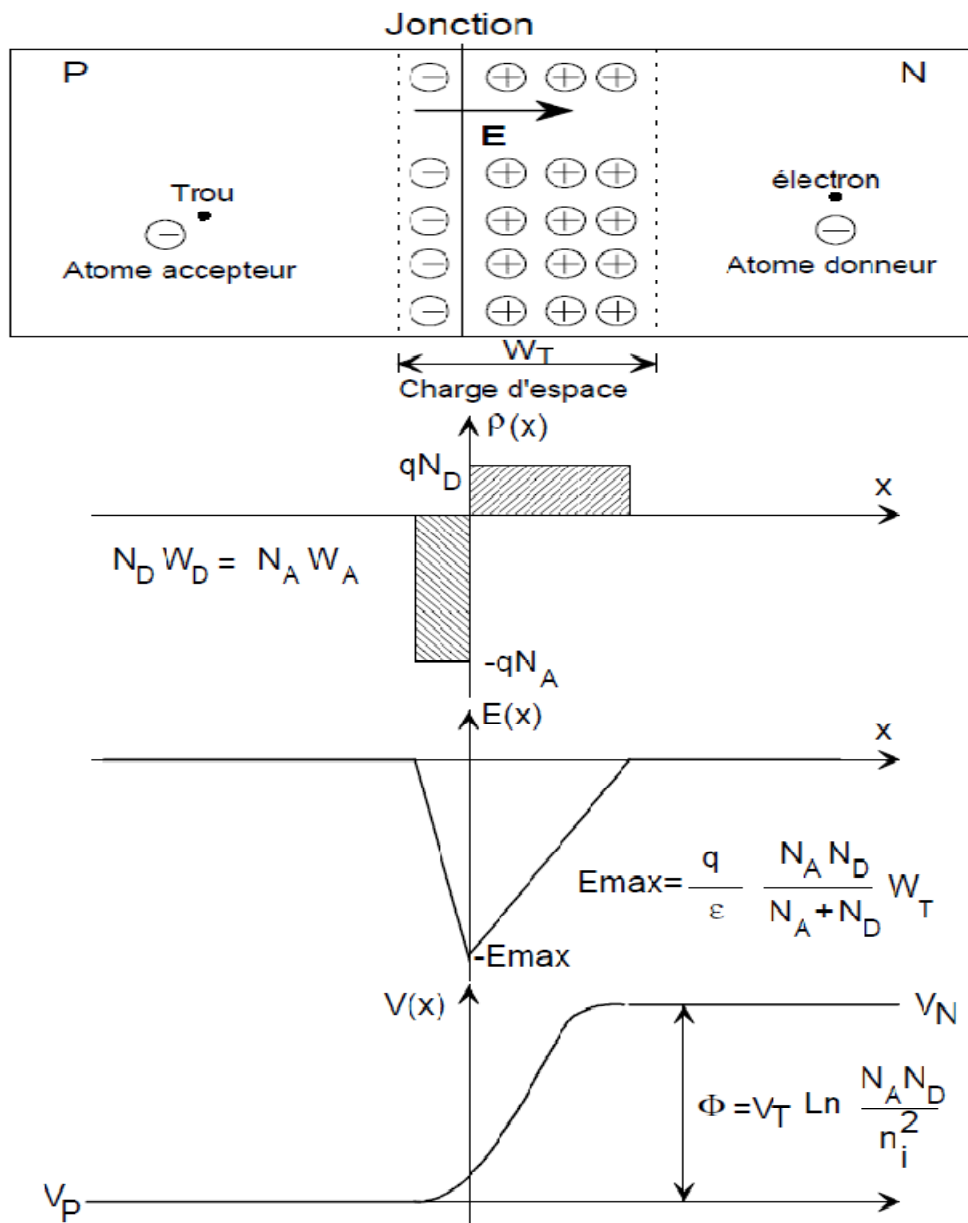 Jonction
P
N
E
Trou
électron
Atome accepteur
Atome donneur
W_T
Charge d'espace
ρ(x)
qN_D
x
N_D W_D = N_A W_A
-qN_A
E(x)
x
Emax= q/ε N_A N_D/N_A+N_D W_T
-Emax
V(x)
V_N
Φ=V_T Ln N_A N_D/n_i^2
V_P